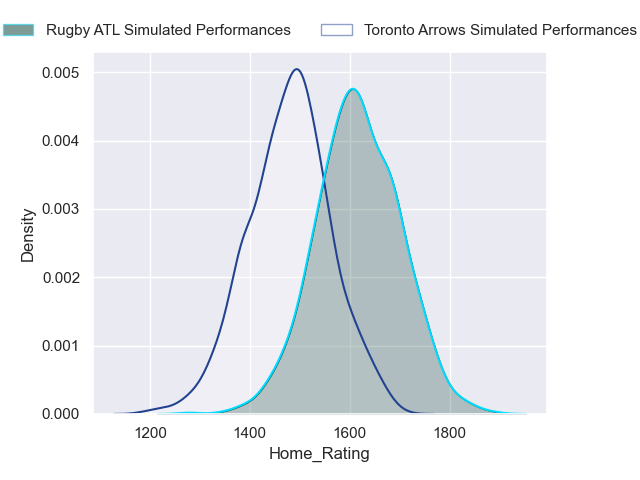 Rugby ATL Simulated Performances
Toronto Arrows Simulated Performances
0.005
0.004
0.003
0.002
0.001
0.000
Density
1200
1400
1600
1800
Home_Rating